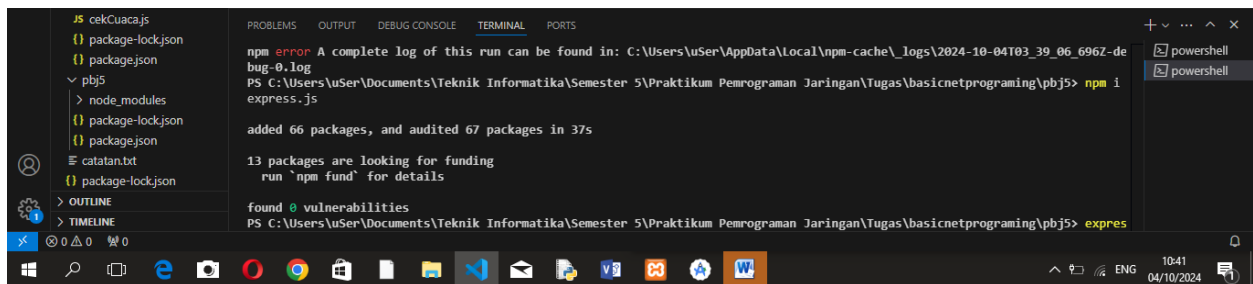 JS cekCuaca.js
{} package-lock.json
{} package.json
pbj5
node_modules
{} package-lock.json
{} package.json
catatan.txt
{} package-lock.json
OUTLINE
TIMELINE
PROBLEMS OUTPUT DEBUG CONSOLE TERMINAL PORTS
npm error A complete log of this run can be found in: C:\Users\uSer\AppData\Local\npm-cache\_logs\2024-10-04T03_39_06_696Z-de
bug-0.log
PS C:\Users\uSer\Documents\Teknik Informatika\Semester 5\Praktikum Pemrograman Jaringan\Tugas\basicnetprograming\pbj5> npm i
express.js
added 66 packages, and audited 67 packages in 37s
13 packages are looking for funding
run `npm fund` for details
found 0 vulnerabilities
PS C:\Users\uSer\Documents\Teknik Informatika\Semester 5\Praktikum Pemrograman Jaringan\Tugas\basicnetprograming\pbj5> expres
powershell
powershell
1
0 0 0
ENG
10:41
04/10/2024
1